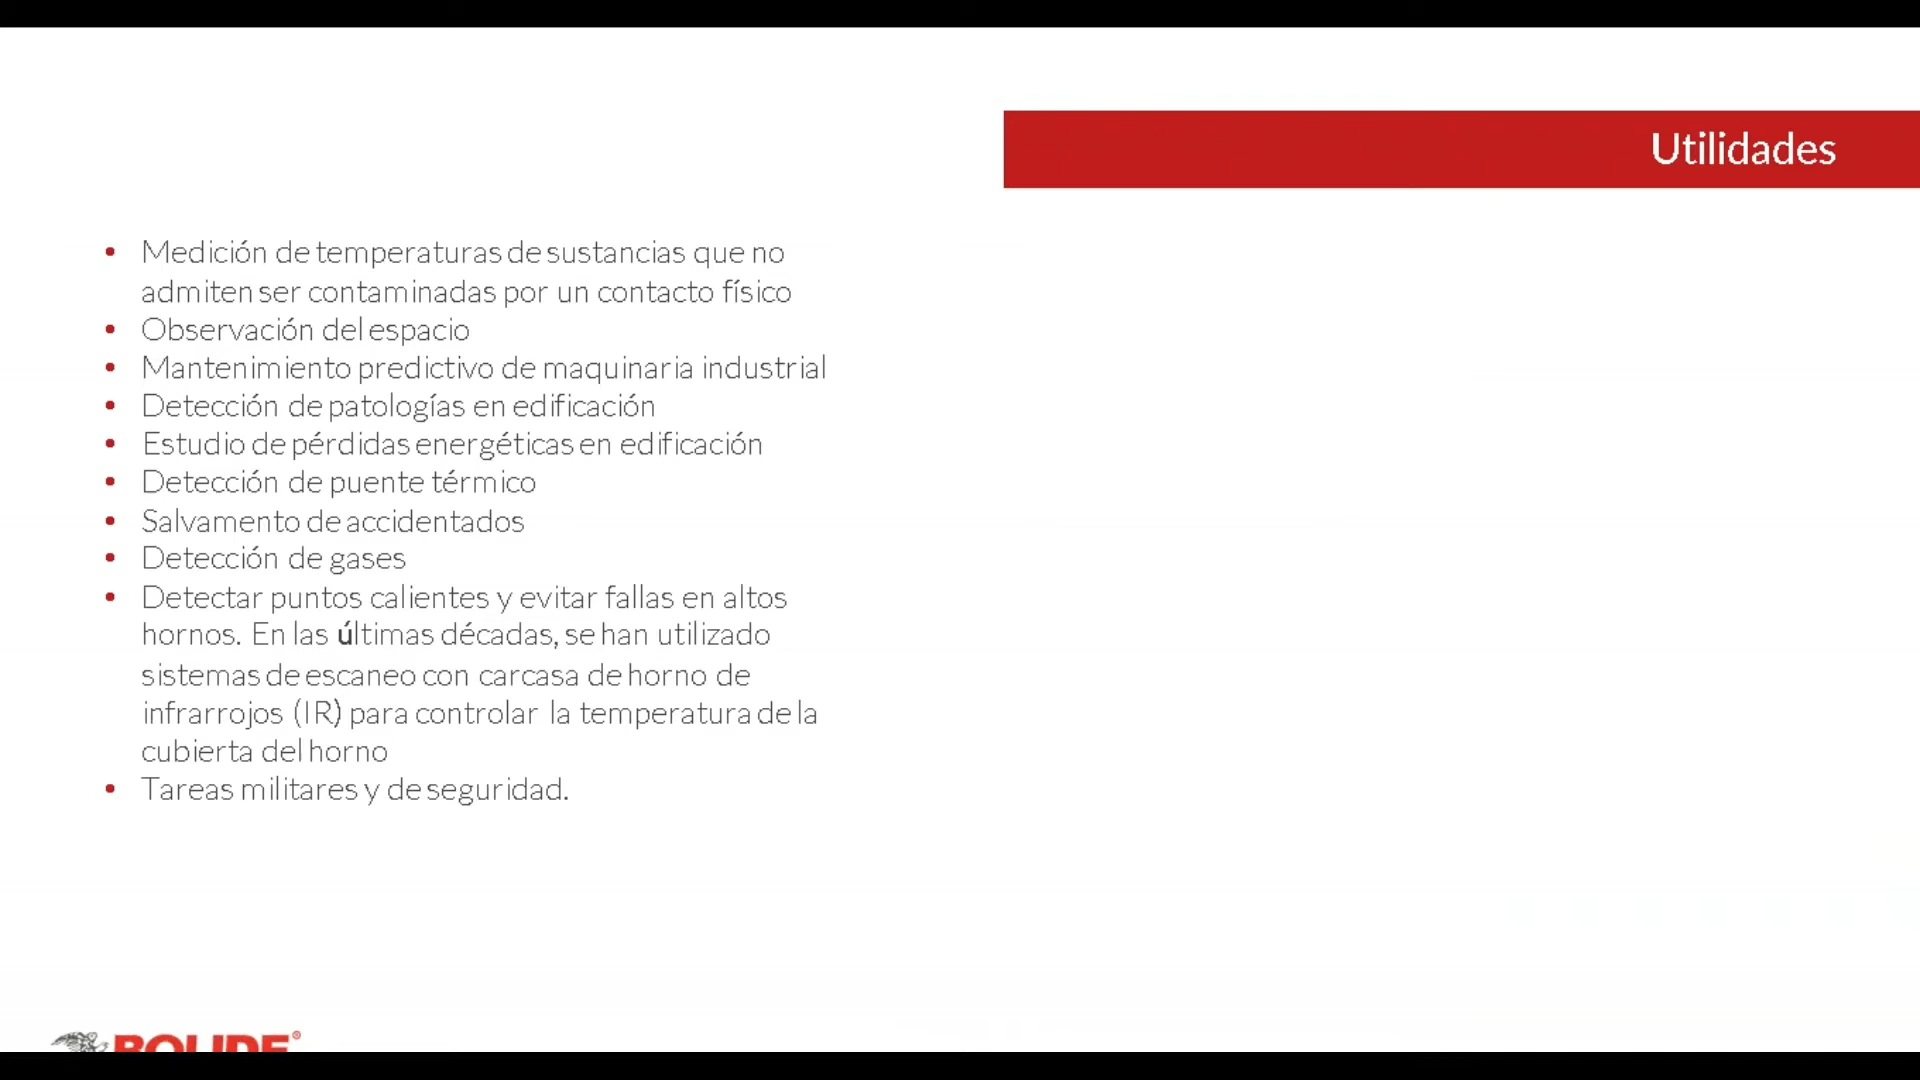 Utilidades
• Medición de temperaturas de sustancias que no
admiten ser contaminadas por un contacto físico
• Observación del espacio
• Mantenimiento predictivo de maquinaria industrial
• Detección de patologías en edificación
• Estudio de pérdidas energéticas en edificación
• Detección de puente térmico
• Salvamento de accidentados
• Detección de gases
• Detectar puntos calientes y evitar fallas en altos
hornos. En las últimas décadas, se han utilizado
sistemas de escaneo con carcasa de horno de
infrarrojos (IR) para controlar la temperatura de la
cubierta del horno
• Tareas militares y de seguridad.
BOLIDE®